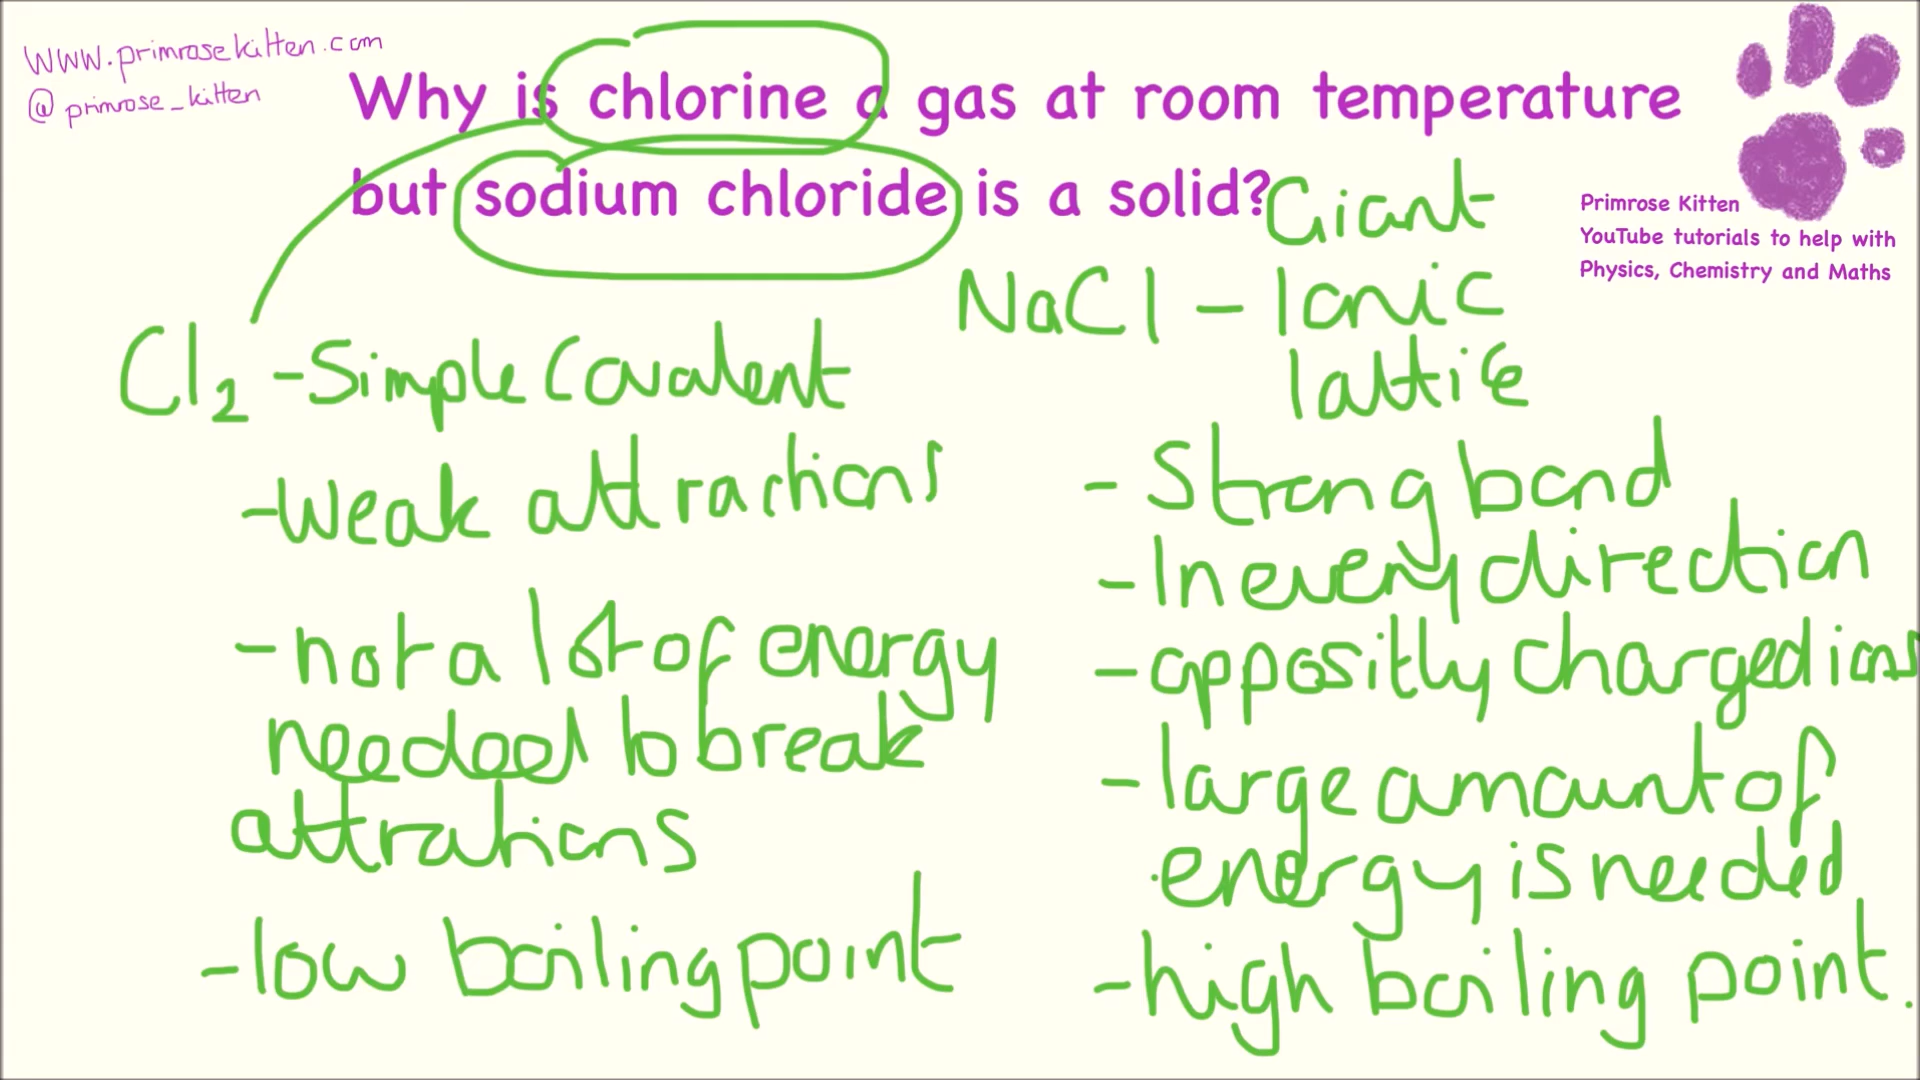 www.primrosekitten.com
@primrose_kitten
Why is chlorine a gas at room temperature
but sodium chloride is a solid?
Primrose Kitten
YouTube tutorials to help with
Physics, Chemistry and Maths
Cl2 - Simple Covalent
- weak attractions
- not a lot of energy
needed to break
attrations
- low boiling point
Giant
NaCl - Ionic
lattice
- Strong bond
- In every direction
- oppositly charged ions
- large amount of
energy is needed
- high boiling point.